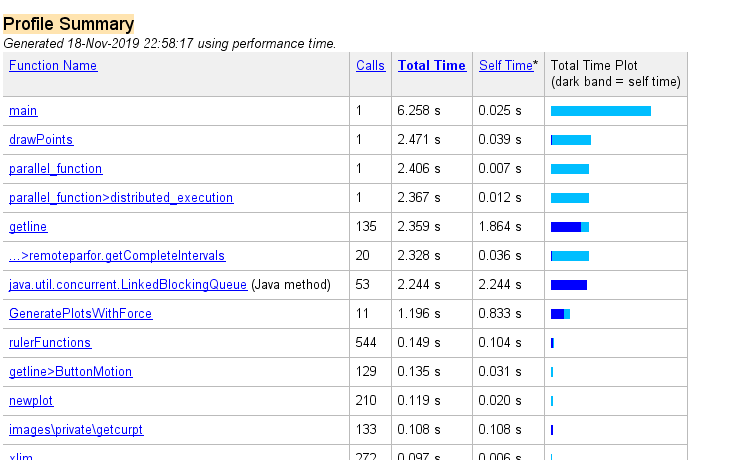 Profile Summary
Generated 18-Nov-2019 22:58:17 using performance time.
Function Name Calls Total Time Self Time* Total Time Plot
(dark band = self time)
main 1 6.258 s 0.025 s
drawPoints 1 2.471 s 0.039 s
parallel_function 1 2.406 s 0.007 s
parallel_function>distributed_execution 1 2.367 s 0.012 s
getline 135 2.359 s 1.864 s
...>remoteparfor.getCompleteIntervals 20 2.328 s 0.036 s
java.util.concurrent.LinkedBlockingQueue (Java method) 53 2.244 s 2.244 s
GeneratePlotsWithForce 11 1.196 s 0.833 s
rulerFunctions 544 0.149 s 0.104 s
getline>ButtonMotion 129 0.135 s 0.031 s
newplot 210 0.119 s 0.020 s
images\private\getcurpt 133 0.108 s 0.108 s
xlim 272 0.097 s 0.006 s